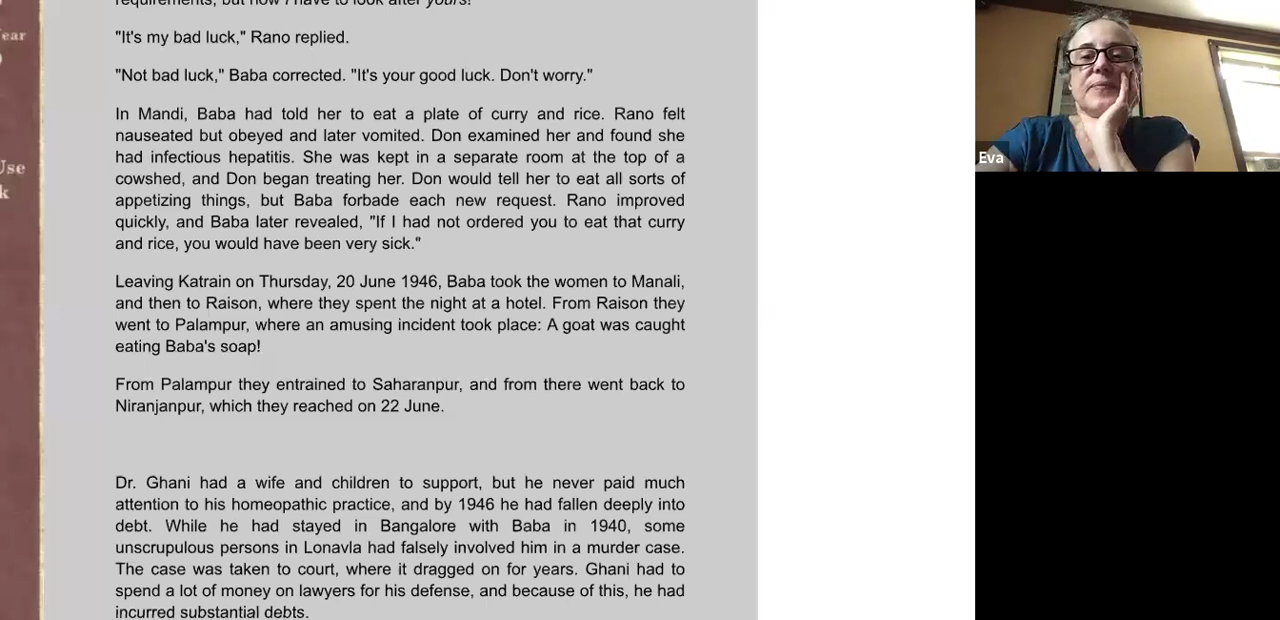 requirements, but now I have to look after yours!
ear
"It's my bad luck," Rano replied.
"Not bad luck," Baba corrected. "It's your good luck. Don't worry."
In Mandi, Baba had told her to eat a plate of curry and rice. Rano felt
nauseated but obeyed and later vomited. Don examined her and found she
had infectious hepatitis. She was kept in a separate room at the top of a
cowshed, and Don began treating her. Don would tell her to eat all sorts of
appetizing things, but Baba forbade each new request. Rano improved
quickly, and Baba later revealed, "If I had not ordered you to eat that curry
and rice, you would have been very sick."
Use
k
Leaving Katrain on Thursday, 20 June 1946, Baba took the women to Manali,
and then to Raison, where they spent the night at a hotel. From Raison they
went to Palampur, where an amusing incident took place: A goat was caught
eating Baba's soap!
From Palampur they entrained to Saharanpur, and from there went back to
Niranjanpur, which they reached on 22 June.
Dr. Ghani had a wife and children to support, but he never paid much
attention to his homeopathic practice, and by 1946 he had fallen deeply into
debt. While he had stayed in Bangalore with Baba in 1940, some
unscrupulous persons in Lonavla had falsely involved him in a murder case.
The case was taken to court, where it dragged on for years. Ghani had to
spend a lot of money on lawyers for his defense, and because of this, he had
incurred substantial debts.
Eva